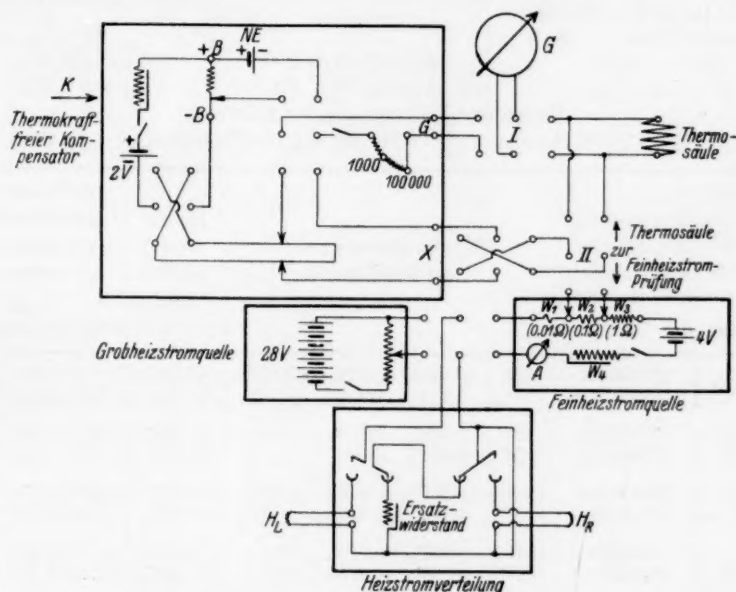 K
Thermokraft-
freier Kom-
pensator
+B
NE
+ -
-B
+
2V
1000
100000
G
G
I
Thermo-
säule
X
II
Thermosäule
zur
Feinheizstrom-
Prüfung
Grobheizstromquelle
28V
W1 W2 W3
(0.01Ω) (0.1Ω) (1Ω)
4V
A
W4
Feinheizstromquelle
HL
Ersatz-
widerstand
HR
Heizstromverteilung